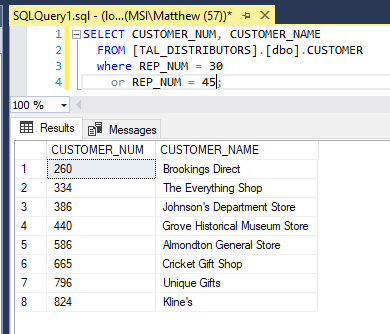 SQLQuery1.sql - (lo...(MSI\Matthew (57))*
1 SELECT CUSTOMER_NUM, CUSTOMER_NAME
2 FROM [TAL_DISTRIBUTORS].[dbo].CUSTOMER
3 where REP_NUM = 30
4 or REP_NUM = 45;
100 %
Results Messages
CUSTOMER_NUM CUSTOMER_NAME
1 260 Brookings Direct
2 334 The Everything Shop
3 386 Johnson's Department Store
4 440 Grove Historical Museum Store
5 586 Almondton General Store
6 665 Cricket Gift Shop
7 796 Unique Gifts
8 824 Kline's